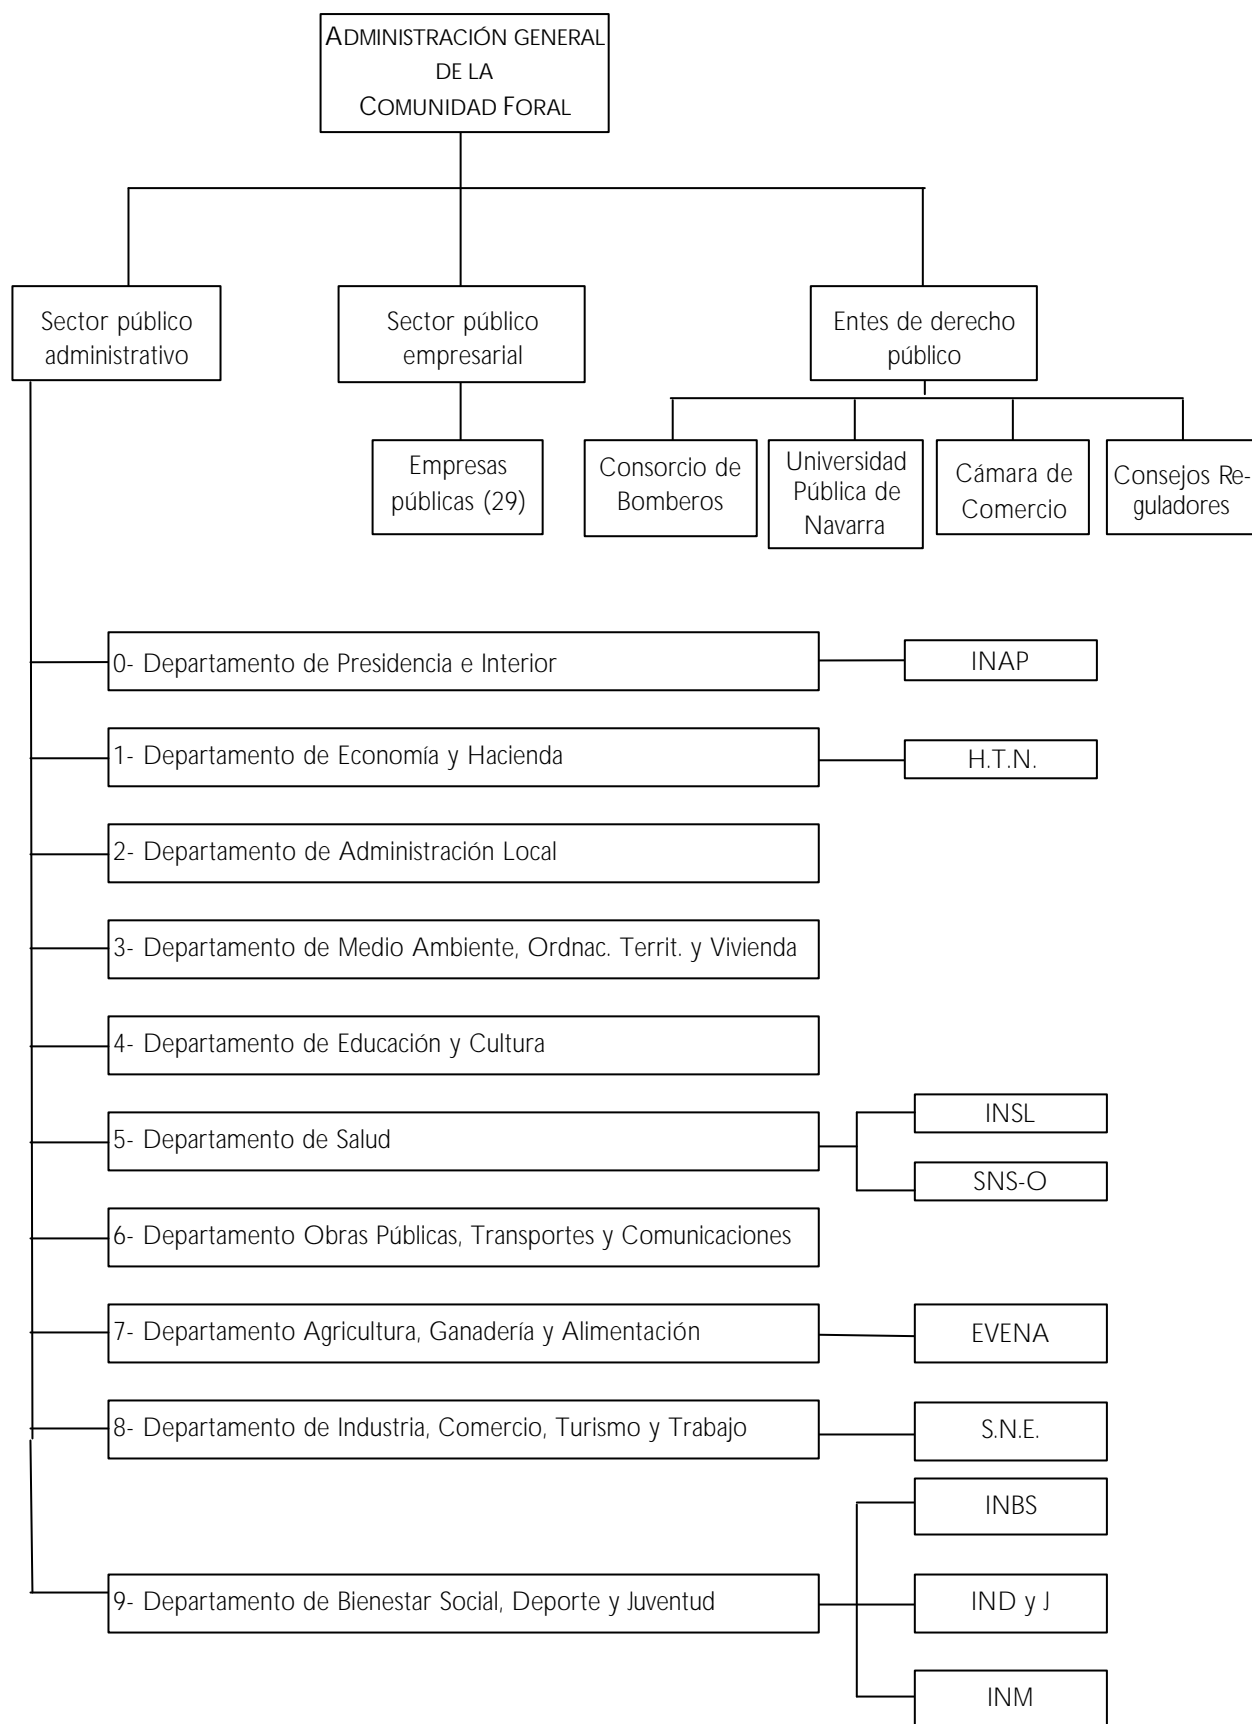 ADMINISTRACIÓN GENERAL
DE LA
COMUNIDAD FORAL
Sector público
administrativo
Sector público
empresarial
Entes de derecho
público
Empresas
públicas (29)
Consorcio de
Bomberos
Universidad
Pública de
Navarra
Cámara de
Comercio
Consejos Re-
guladores
0- Departamento de Presidencia e Interior
INAP
1- Departamento de Economía y Hacienda
H.T.N.
2- Departamento de Administración Local
3- Departamento de Medio Ambiente, Ordnac. Territ. y Vivienda
4- Departamento de Educación y Cultura
5- Departamento de Salud
INSL
SNS-O
6- Departamento Obras Públicas, Transportes y Comunicaciones
7- Departamento Agricultura, Ganadería y Alimentación
EVENA
8- Departamento de Industria, Comercio, Turismo y Trabajo
S.N.E.
9- Departamento de Bienestar Social, Deporte y Juventud
INBS
IND y J
INM